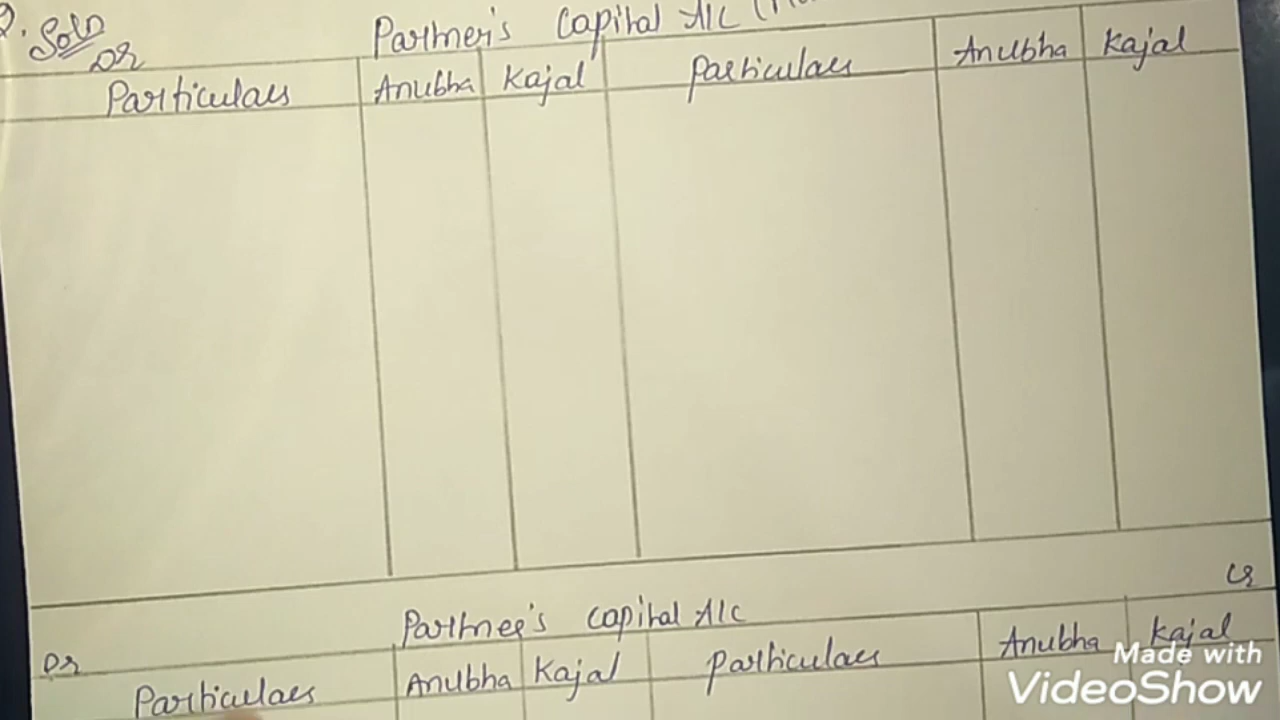 2. Soln
Partner's Capital A/C
Dr
Particulars Anubha Kajal Particulars Anubha Kajal
Cr
Partner's Capital A/C
Dr
Particulars Anubha Kajal Particulars Anubha Kajal
Made with
VideoShow